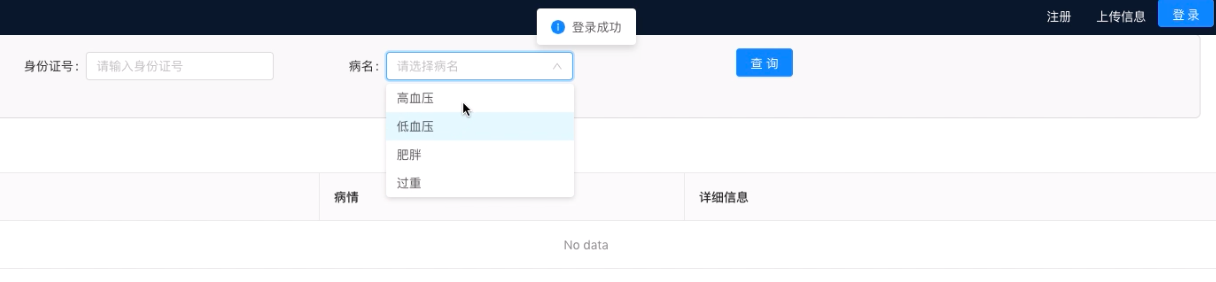 登录成功
注册 上传信息 登 录
身份证号: 请输入身份证号 病名: 请选择病名 查 询
高血压
低血压
肥胖
过重
病情 详细信息
No data